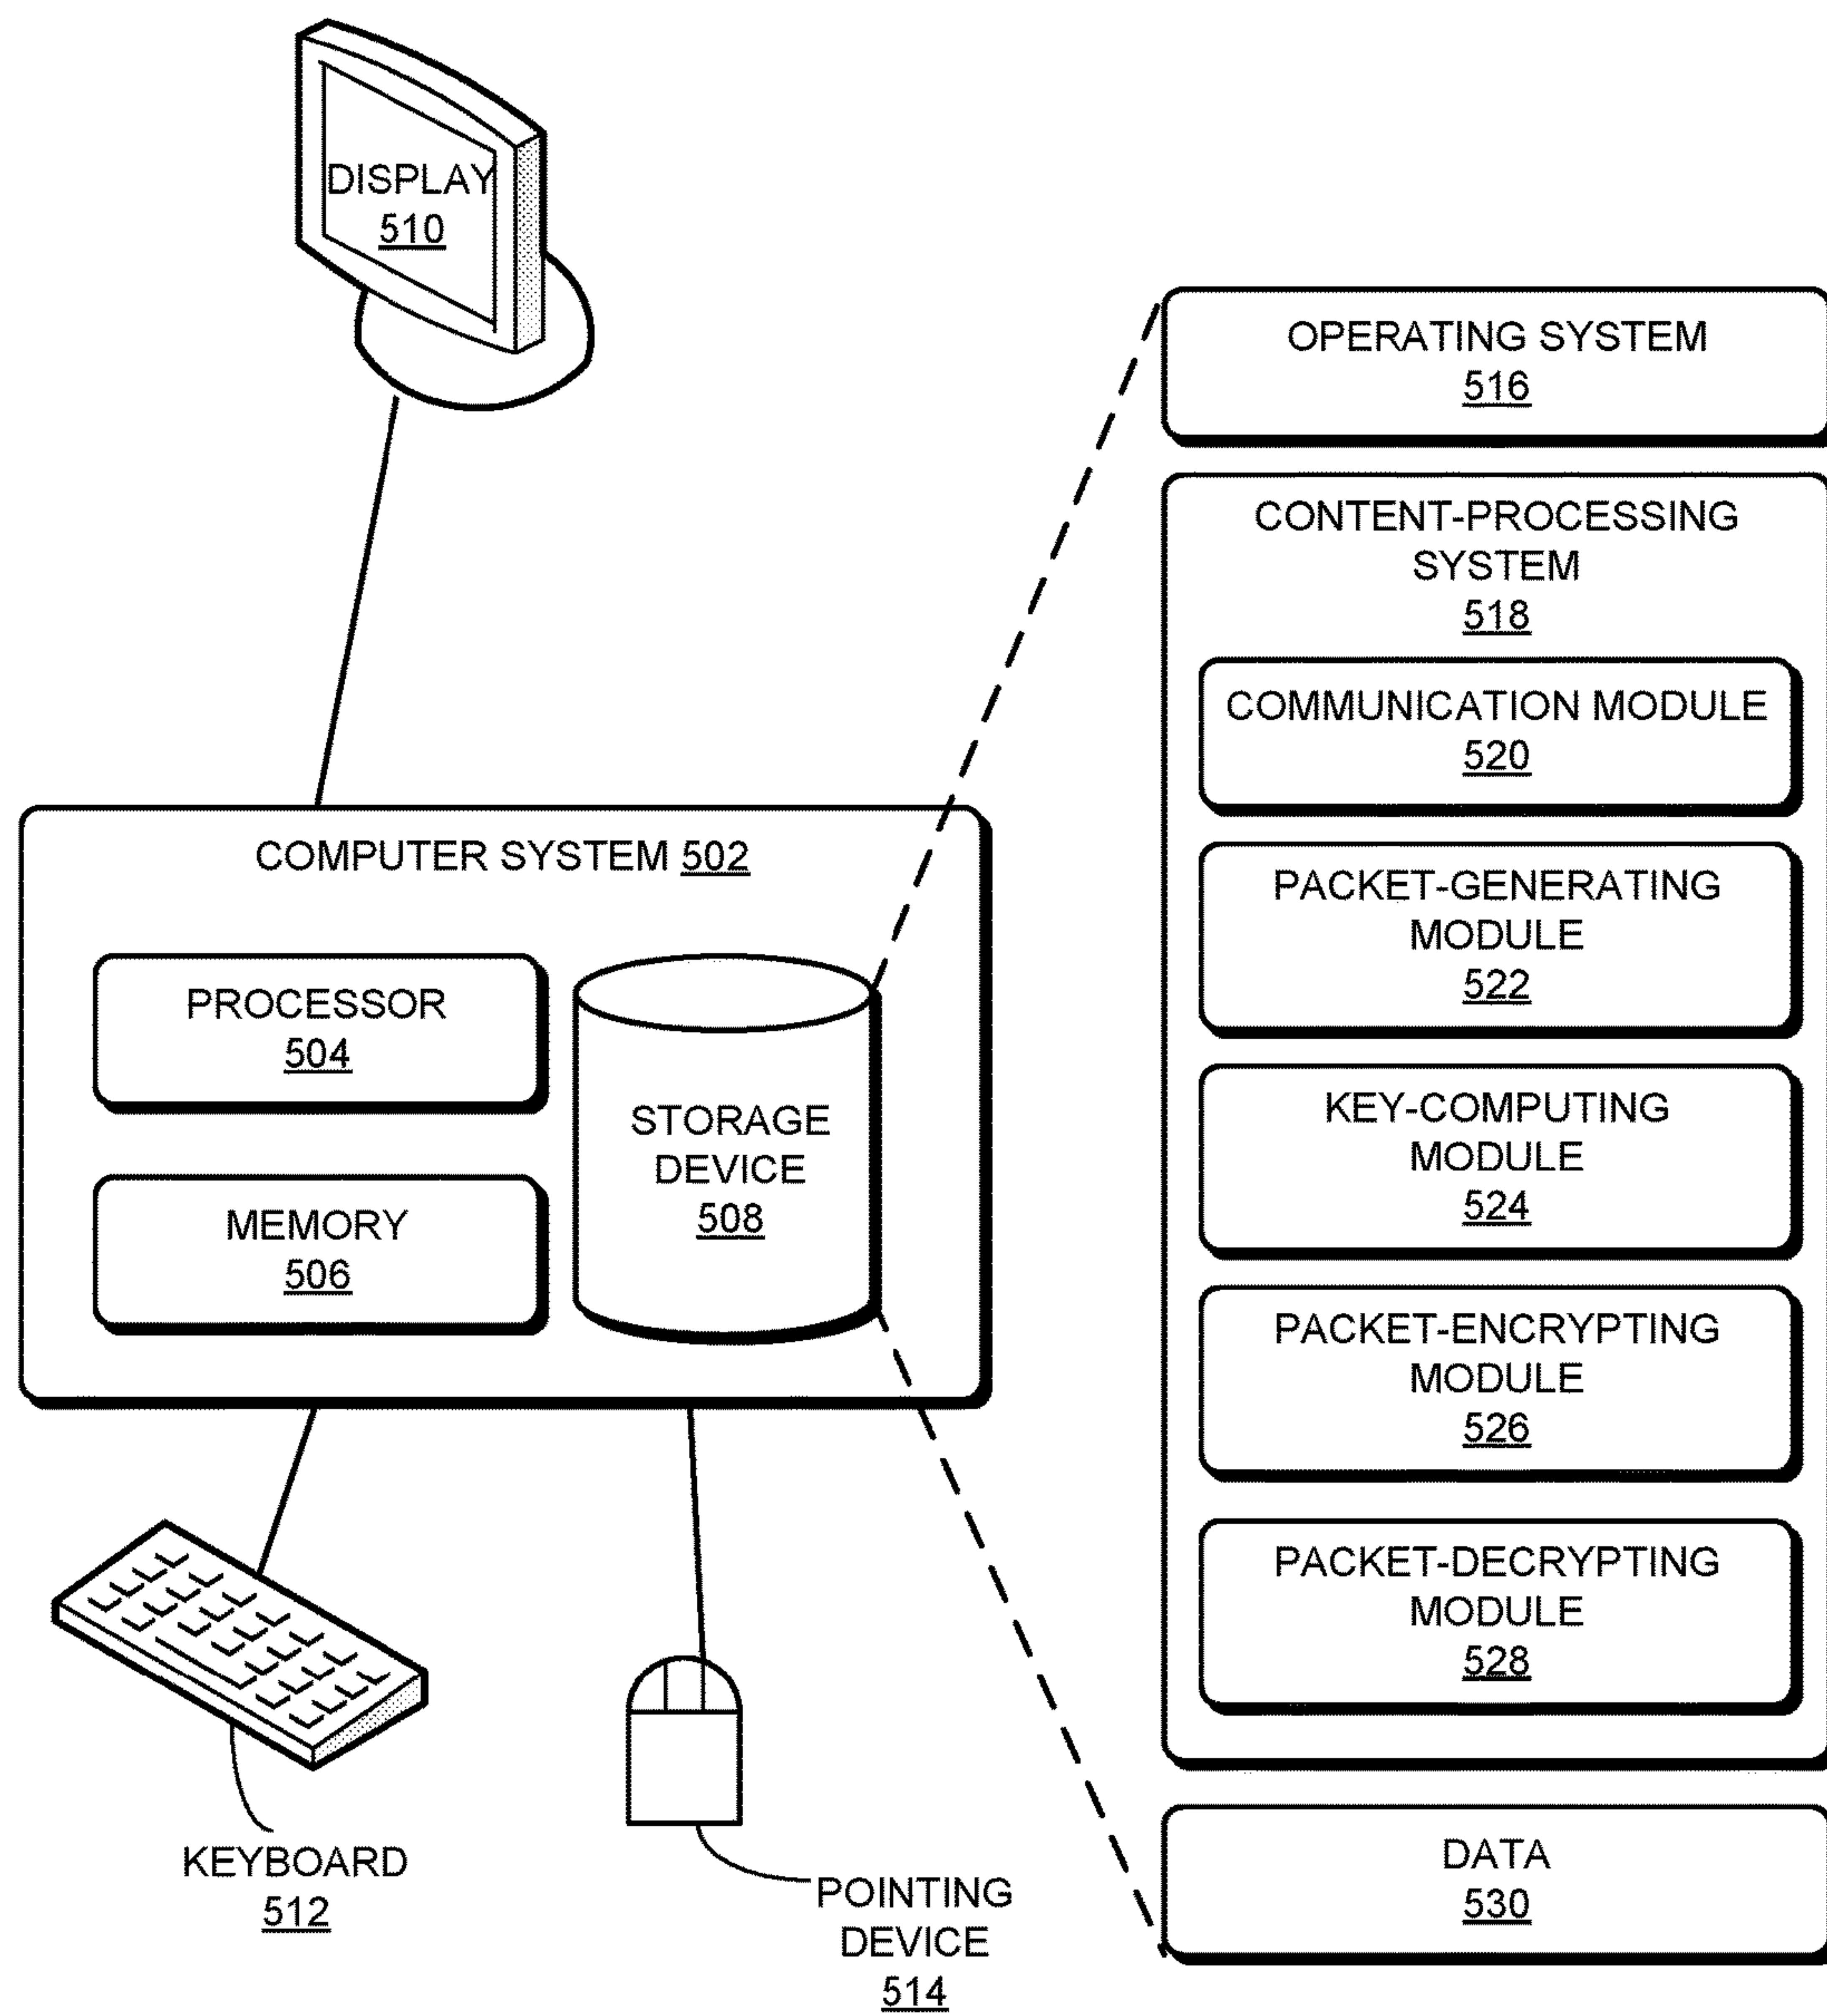 DISPLAY
510
COMPUTER SYSTEM 502
PROCESSOR
504
MEMORY
506
STORAGE
DEVICE
508
KEYBOARD
512
POINTING
DEVICE
514
OPERATING SYSTEM
516
CONTENT-PROCESSING
SYSTEM
518
COMMUNICATION MODULE
520
PACKET-GENERATING
MODULE
522
KEY-COMPUTING
MODULE
524
PACKET-ENCRYPTING
MODULE
526
PACKET-DECRYPTING
MODULE
528
DATA
530